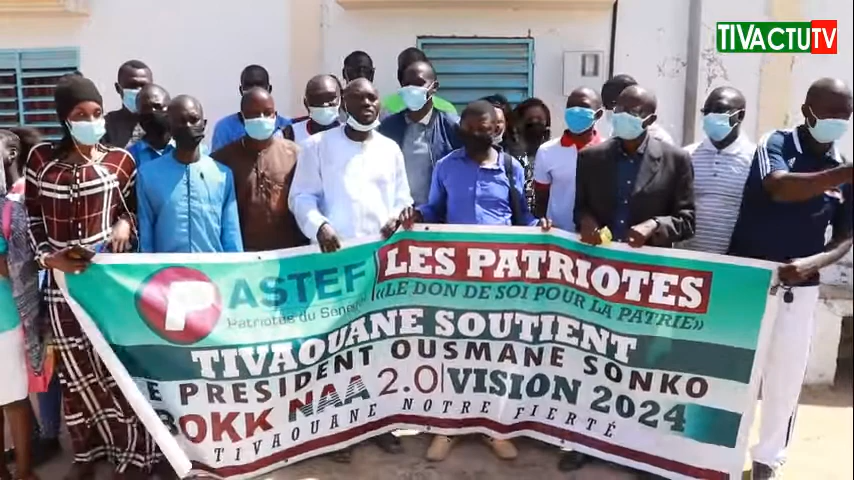 TIVACTUTV
PASTEF
Patriotes du Sénégal
LES PATRIOTES
«LE DON DE SOI POUR LA PATRIE»
TIVAOUANE SOUTIENT
LE PRESIDENT OUSMANE SONKO
BOKK NAA 2.0 VISION 2024
TIVAOUANE NOTRE FIERTÉ